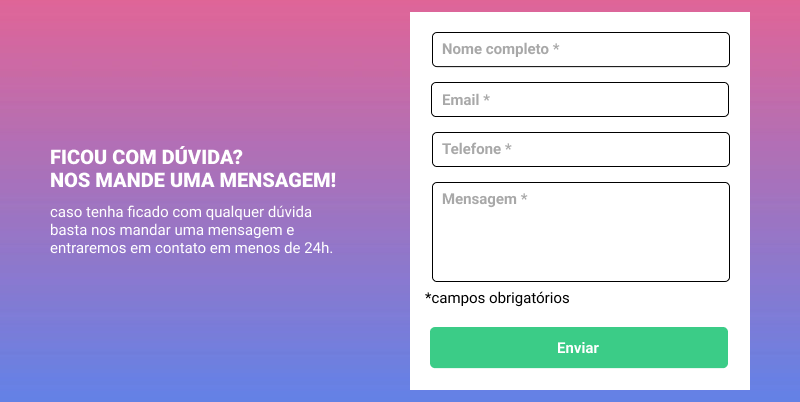 FICOU COM DÚVIDA?
NOS MANDE UMA MENSAGEM!
caso tenha ficado com qualquer dúvida
basta nos mandar uma mensagem e
entraremos em contato em menos de 24h.
Nome completo *
Email *
Telefone *
Mensagem *
*campos obrigatórios
Enviar